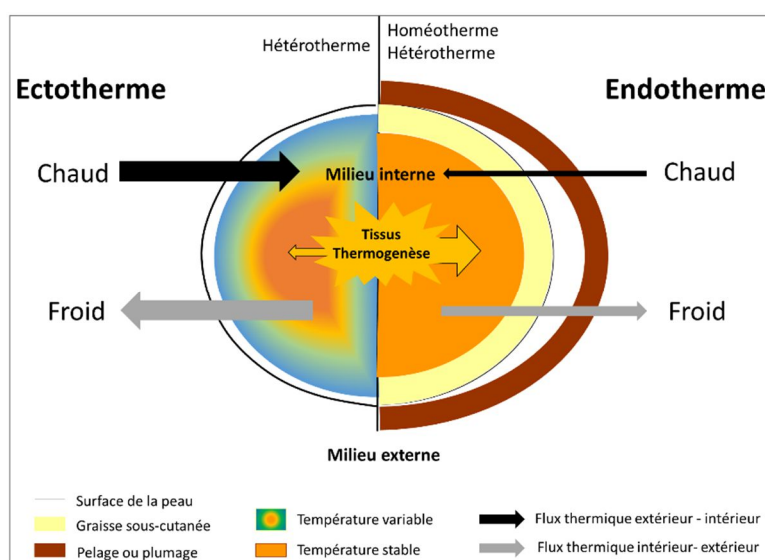 Hétérotherme
Homéotherme
Hétérotherme
Ectotherme
Endotherme
Chaud
Milieu interne
Chaud
Tissus
Thermogenèse
Froid
Froid
Milieu externe
Surface de la peau
Graisse sous-cutanée
Pelage ou plumage
Température variable
Température stable
Flux thermique extérieur - intérieur
Flux thermique intérieur- extérieur